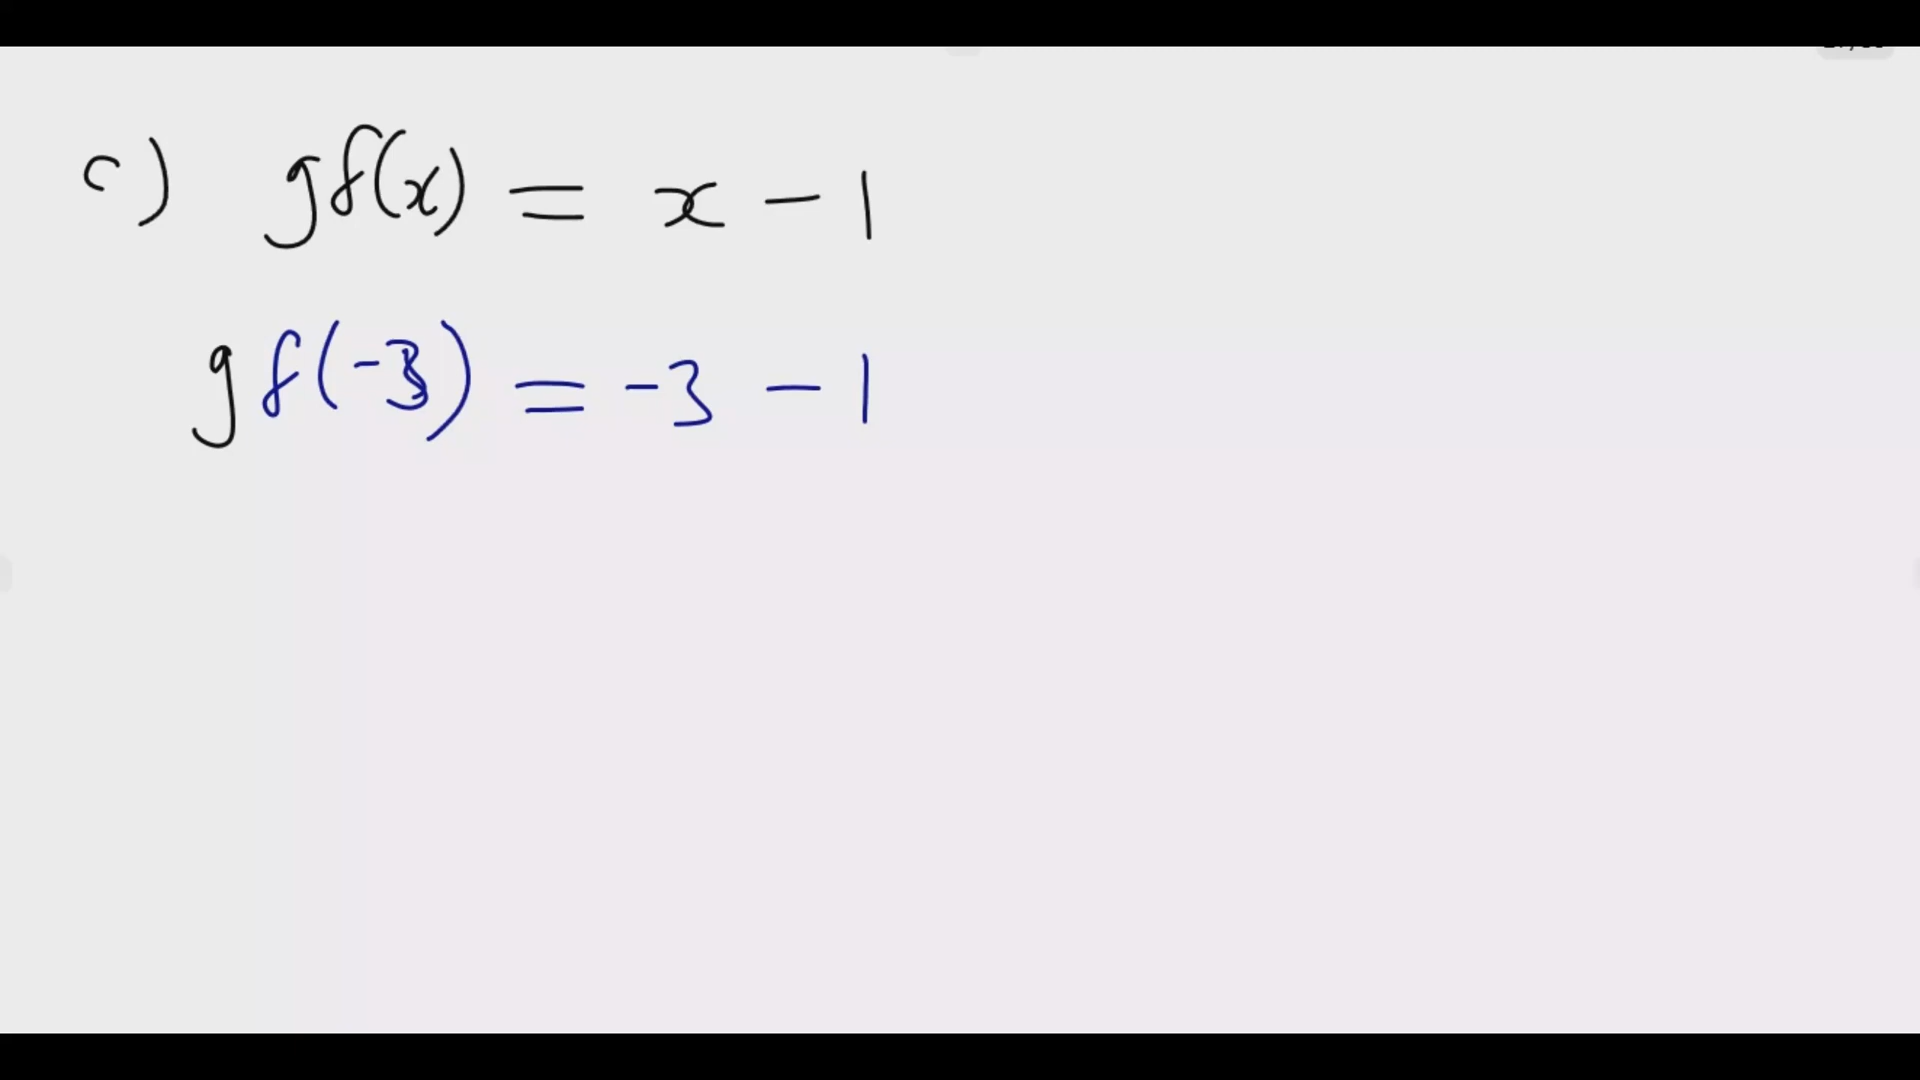 c) gf(x) = x - 1
gf(-3) = -3 - 1